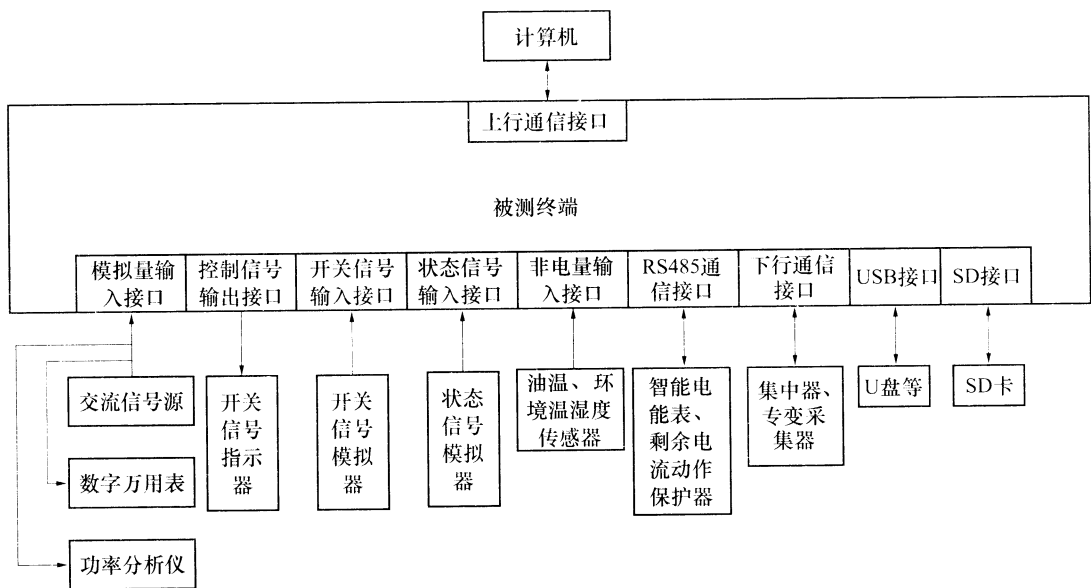 计算机
上行通信接口
被测终端
模拟量输
入接口
控制信号
输出接口
开关信号
输入接口
状态信号
输入接口
非电量输
入接口
RS485通
信接口
下行通信
接口
USB接口
SD接口
交流信号源
数字万用表
功率分析仪
开关
信号
指示
器
开关
信号
模拟
器
状态
信号
模拟
器
油温、环
境温湿度
传感器
智能电
能表、
剩余电
流动作
保护器
集中器、
专变采
集器
U盘等
SD卡